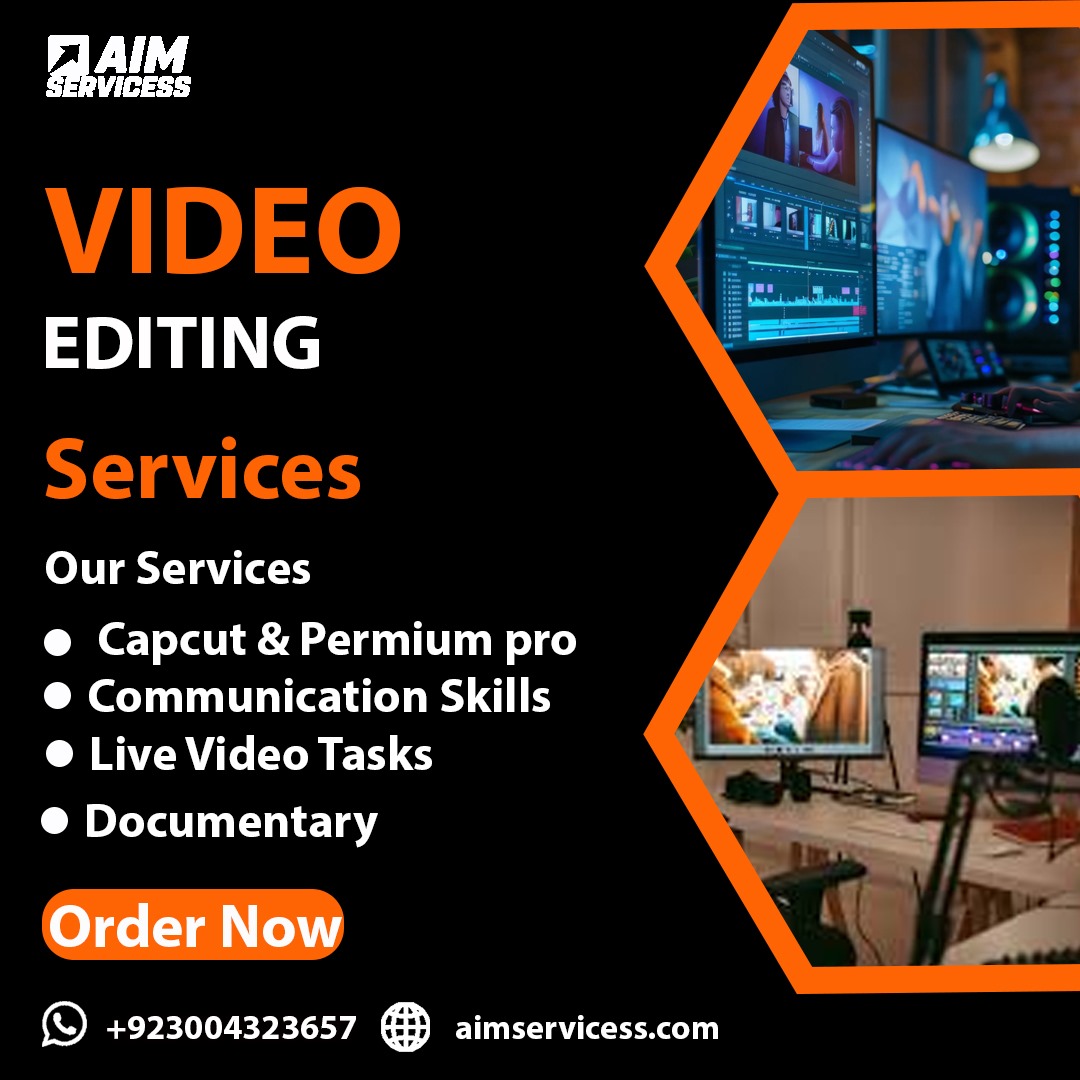 AIM
SERVICESS
VIDEO
EDITING
Services
Our Services
Capcut & Permium pro
Communication Skills
Live Video Tasks
Documentary
Order Now
+923004323657
aimservicess.com